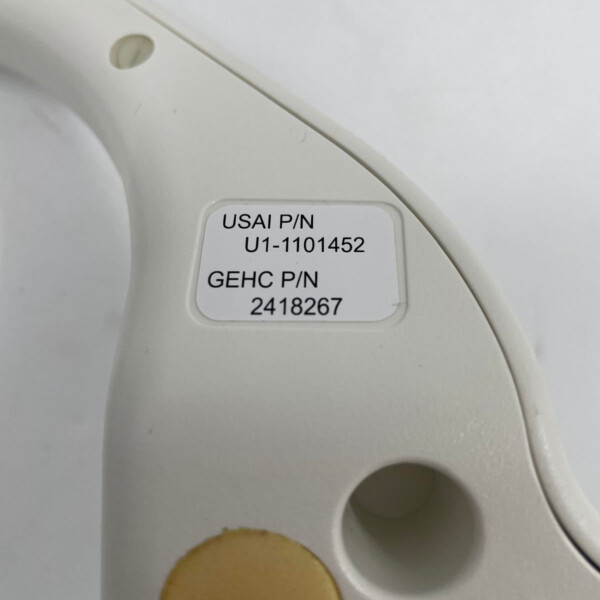 USAI P/N
U1-1101452
GEHC P/N
2418267